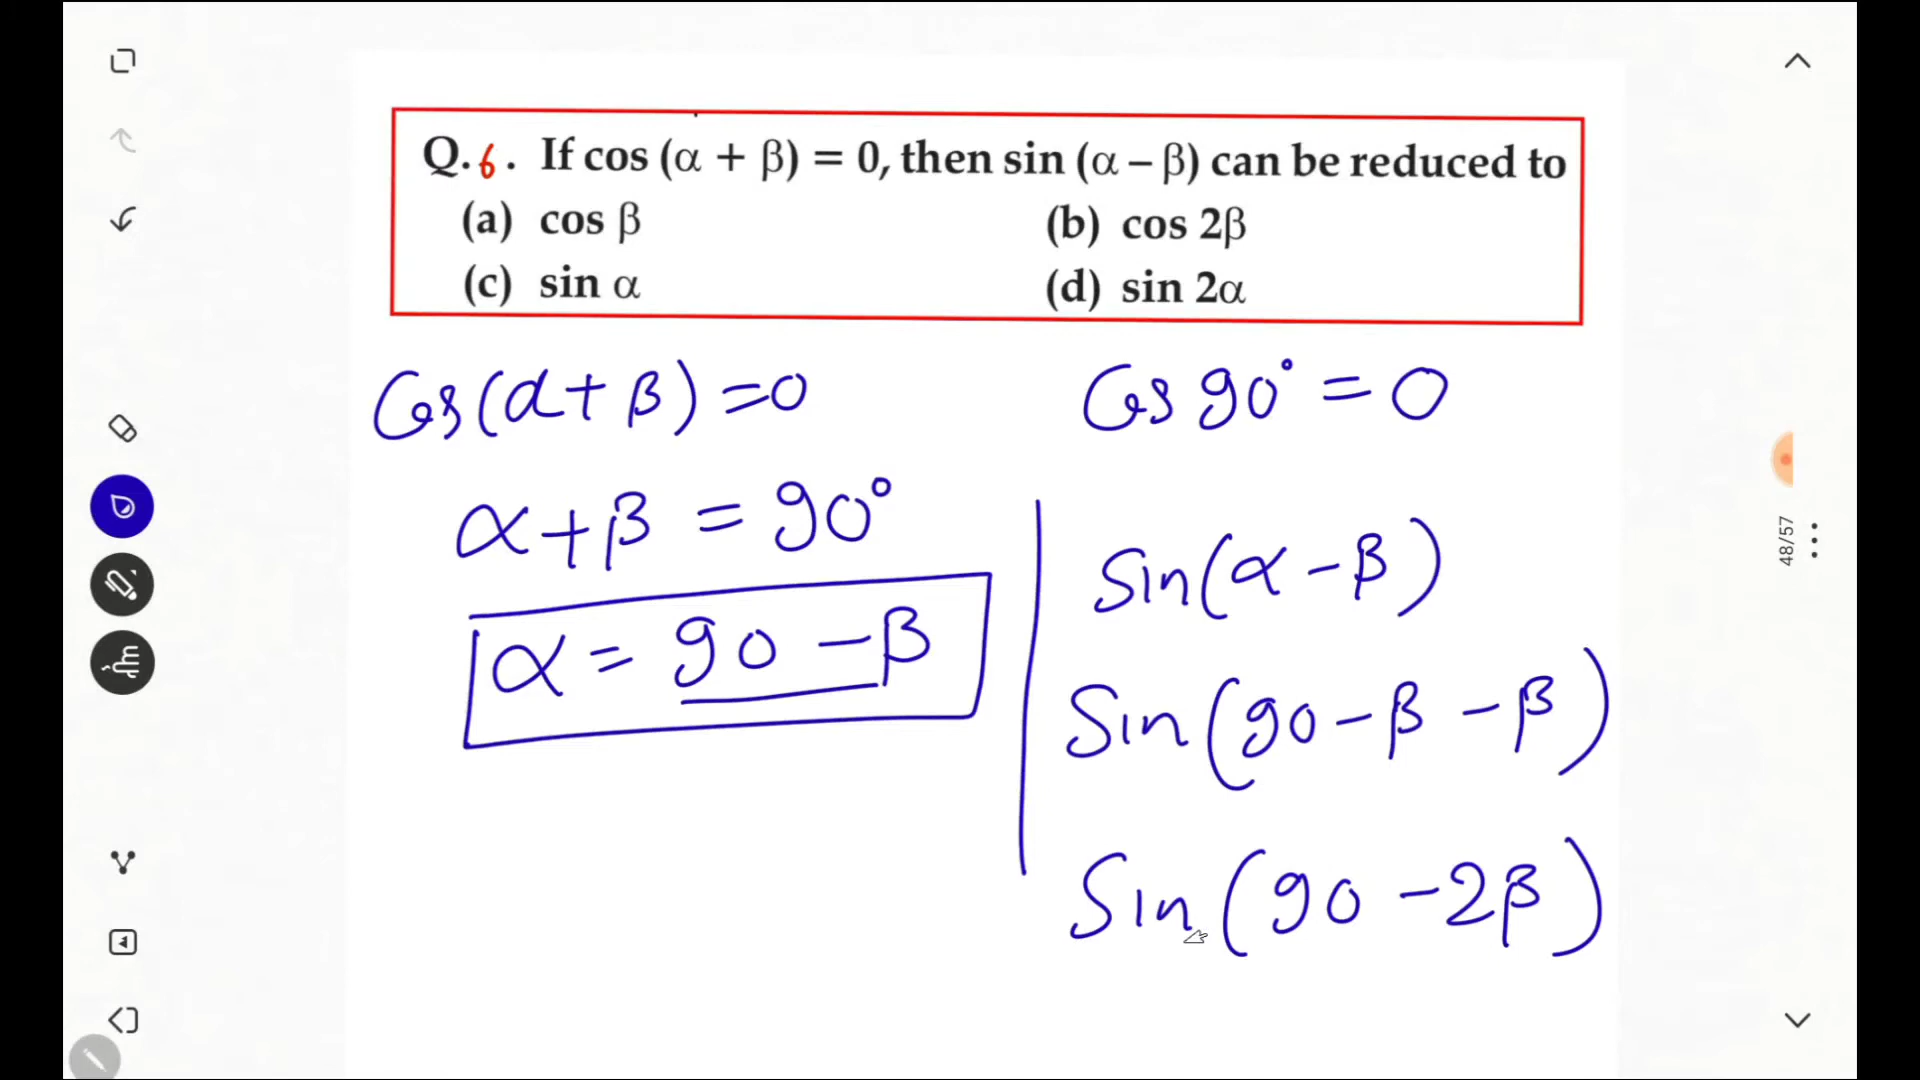 Q.6. If cos (α + β) = 0, then sin (α – β) can be reduced to
(a) cos β
(b) cos 2β
(c) sin α
(d) sin 2α
Cos(α+β)=0
Cos 90° = 0
α+β = 90°
α = 90 – β
Sin(α – β)
Sin(90 – β – β)
Sin(90 – 2β)
48/57